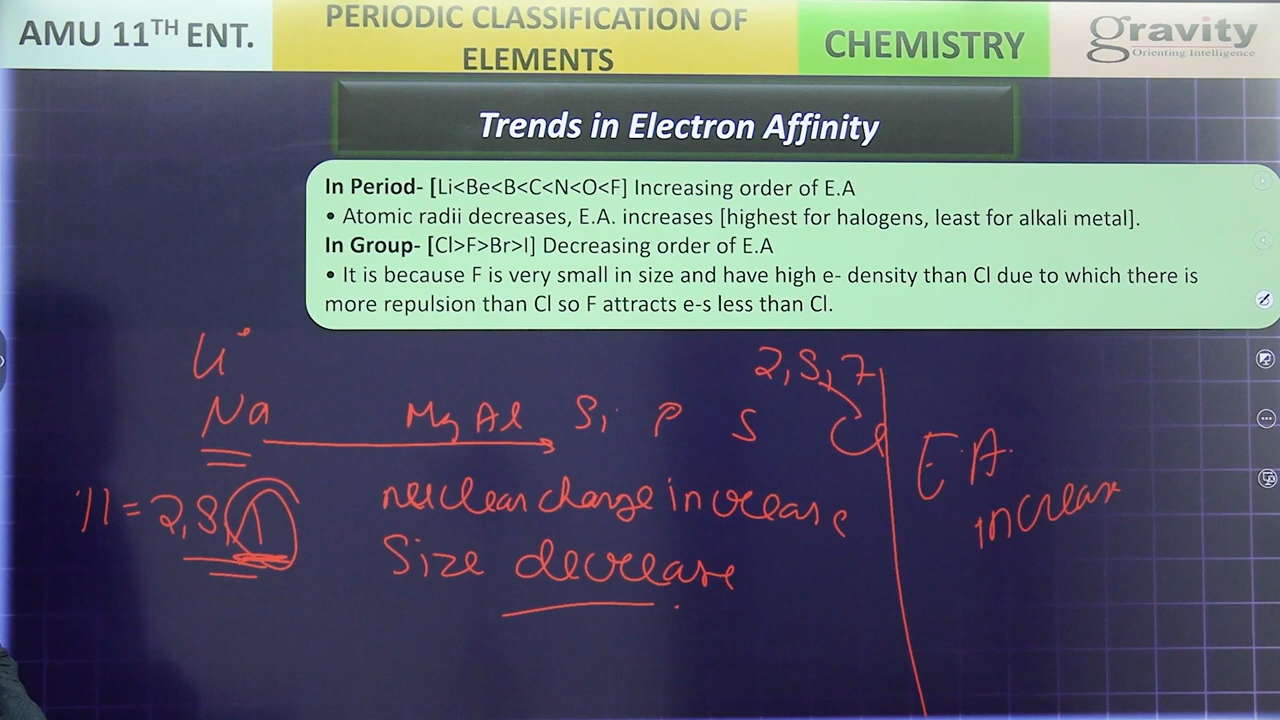 AMU 11TH ENT.
PERIODIC CLASSIFICATION OF
ELEMENTS
CHEMISTRY
gravity
Orienting Intelligence
Trends in Electron Affinity
In Period- [Li<Be<B<C<N<O<F] Increasing order of E.A
• Atomic radii decreases, E.A. increases [highest for halogens, least for alkali metal].
In Group- [Cl>F>Br>I] Decreasing order of E.A
• It is because F is very small in size and have high e- density than Cl due to which there is
more repulsion than Cl so F attracts e-s less than Cl.
Li
2,8,7
Na Mg Al Si P S Cl
E.A.
increase
11 = 2,8,1
nuclear charge increase
Size decrease